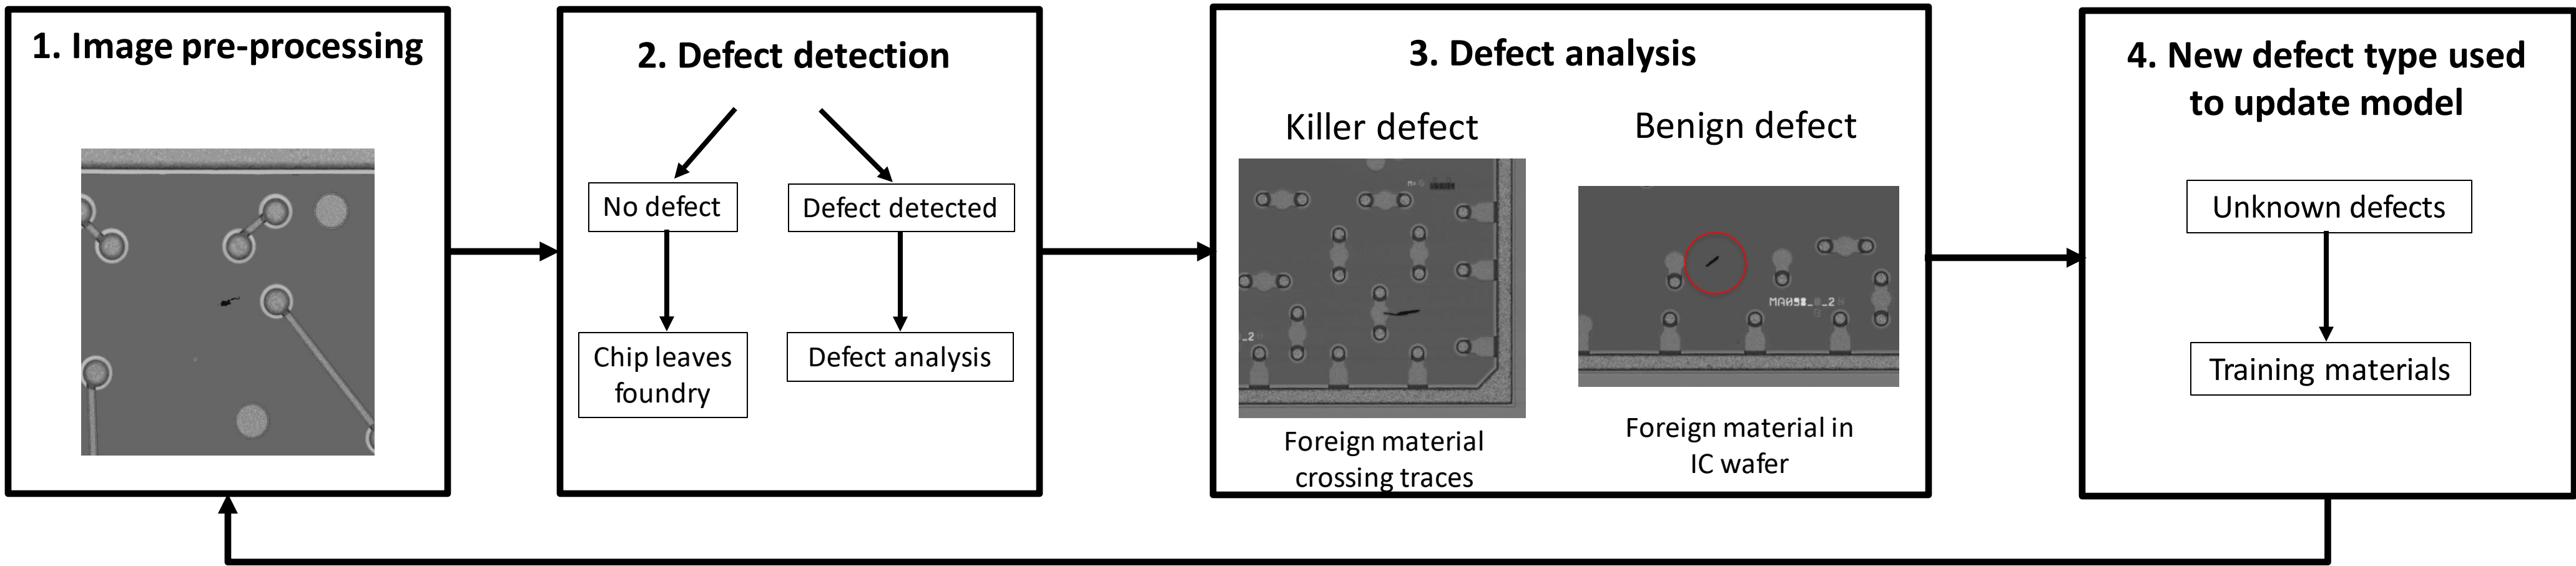 1. Image pre-processing
2. Defect detection
No defect
Defect detected
Chip leaves
foundry
Defect analysis
3. Defect analysis
Killer defect
Benign defect
Foreign material
crossing traces
Foreign material in
IC wafer
4. New defect type used
to update model
Unknown defects
Training materials